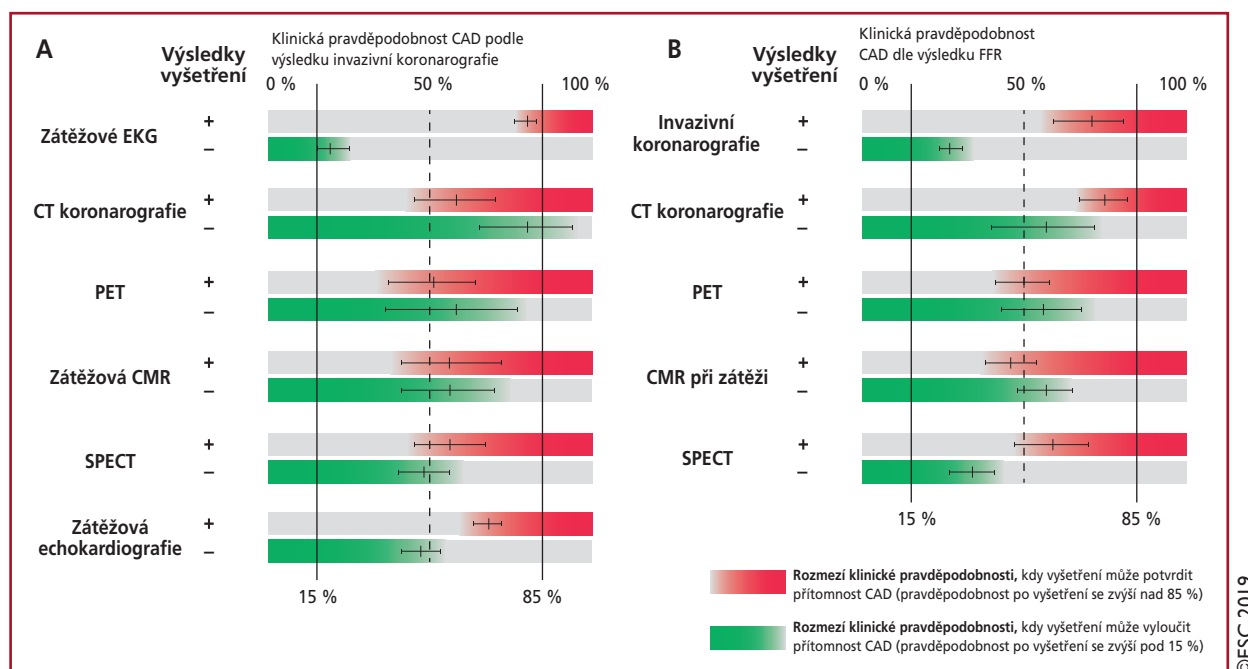 A
Výsledky
vyšetření
Klinická pravděpodobnost CAD podle
výsledku invazivní koronarografie
0 % 50 % 100 %
Zátěžové EKG + –
CT koronarografie + –
PET + –
Zátěžová CMR + –
SPECT + –
Zátěžová
echokardiografie + –
15 % 85 %
B
Výsledky
vyšetření
Klinická pravděpodobnost
CAD dle výsledku FFR
0 % 50 % 100 %
Invazivní
koronarografie + –
CT koronarografie + –
PET + –
CMR při zátěži + –
SPECT + –
15 % 85 %
Rozmezí klinické pravděpodobnosti, kdy vyšetření může potvrdit
přítomnost CAD (pravděpodobnost po vyšetření se zvýší nad 85 %)
Rozmezí klinické pravděpodobnosti, kdy vyšetření může vyloučit
přítomnost CAD (pravděpodobnost po vyšetření se zvýší pod 15 %)
©ESC 2019